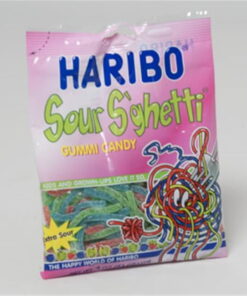 HARIBO
Sour S'ghetti
GUMMI CANDY
KIDS AND GROWN-UPS LOVE IT SO,
Extra Sour
THE HAPPY WORLD OF HARIBO